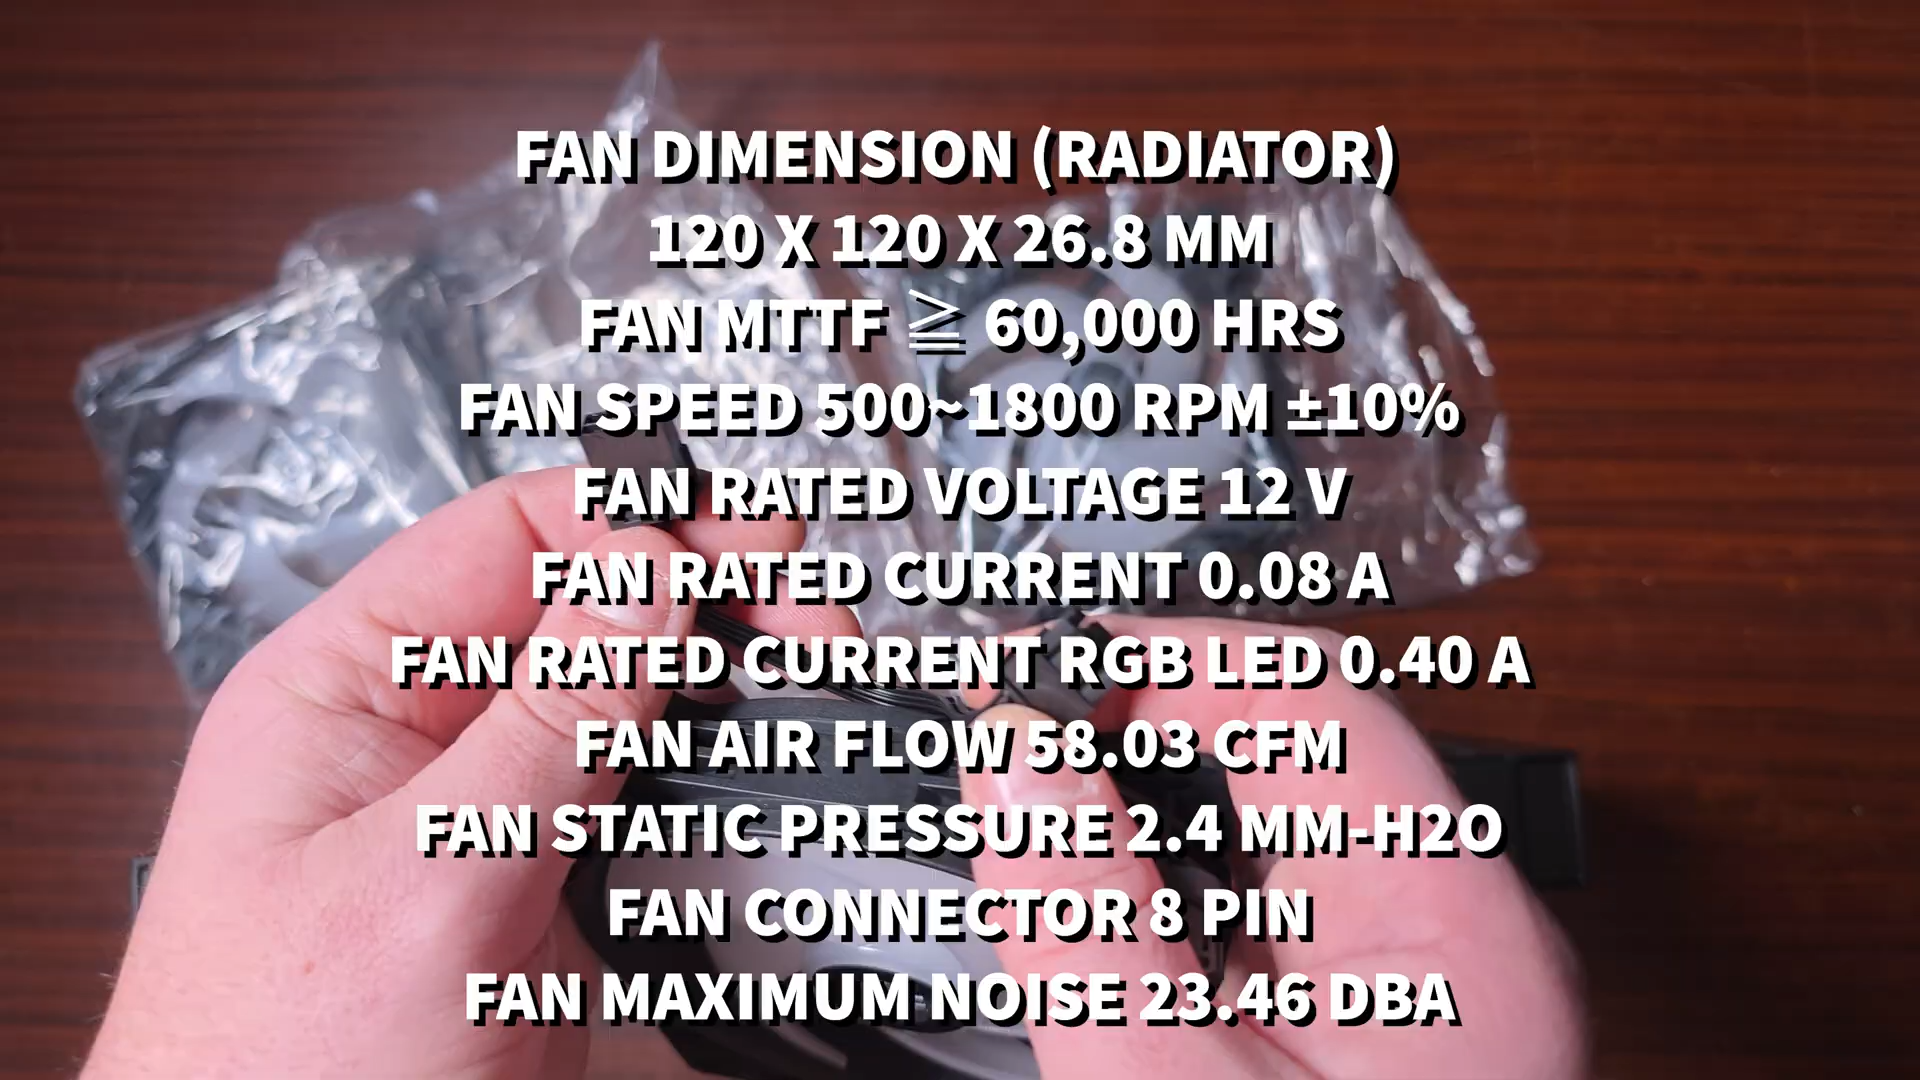 FAN DIMENSION (RADIATOR)
120 X 120 X 26.8 MM
FAN MTTF ≧ 60,000 HRS
FAN SPEED 500~1800 RPM ±10%
FAN RATED VOLTAGE 12 V
FAN RATED CURRENT 0.08 A
FAN RATED CURRENT RGB LED 0.40 A
FAN AIR FLOW 58.03 CFM
FAN STATIC PRESSURE 2.4 MM-H2O
FAN CONNECTOR 8 PIN
FAN MAXIMUM NOISE 23.46 DBA